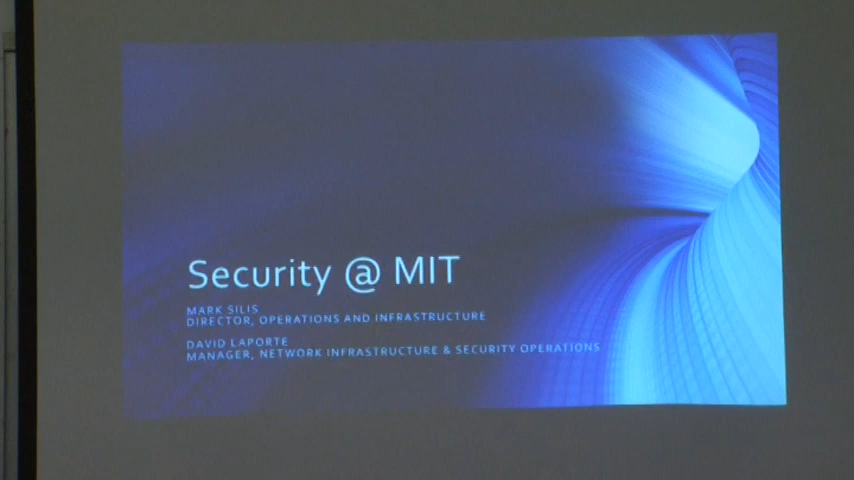 Security @ MIT
MARK SILIS
DIRECTOR, OPERATIONS AND INFRASTRUCTURE
DAVID LAPORTE
MANAGER, NETWORK INFRASTRUCTURE & SECURITY OPERATIONS